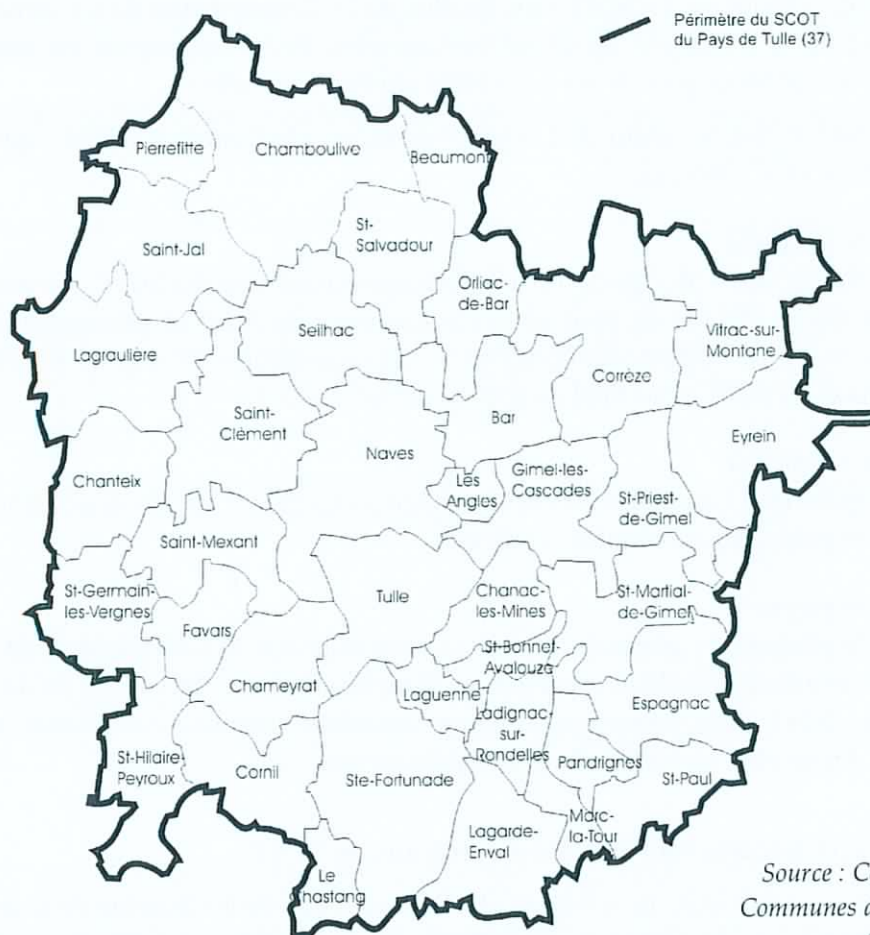 Périmètre du SCOT
du Pays de Tulle (37)
Pierrefitte
Chamboulive
Beaumont
St-
Salvadour
Saint-Jal
Orliac-
de-Bar
Seilhac
Vitrac-sur-
Montane
Lagraulière
Corrèze
Saint-
Clément
Bar
Eyrein
Naves
Chanteix
Les
Angles
Gimel-les-
Cascades
St-Priest-
de-Gimel
Saint-Mexant
St-Germain-
les-Vergnes
Tulle
Chanac-
les-Mines
St-Martial-
de-Gimel
Favars
St-Bonnet-
Avalouze
Chameyrat
Laguenne
Espagnac
Ladignac-
sur-
Rondelles
St-Hilaire-
Peyroux
Cornil
Ste-Fortunade
Pandrignes
St-Paul
Lagarde-
Enval
Marc-
la-Tour
Le
Chastang
Source : C
Communes d